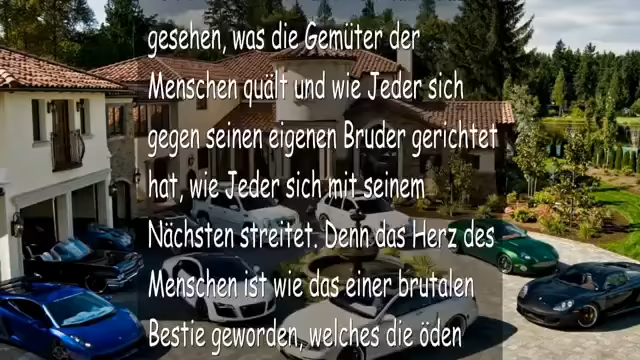 gesehen, was die Gemüter der
Menschen quält und wie Jeder sich
gegen seinen eigenen Bruder gerichtet
hat, wie Jeder sich mit seinem
Nächsten streitet. Denn das Herz des
Menschen ist wie das einer brutalen
Bestie geworden, welches die öden